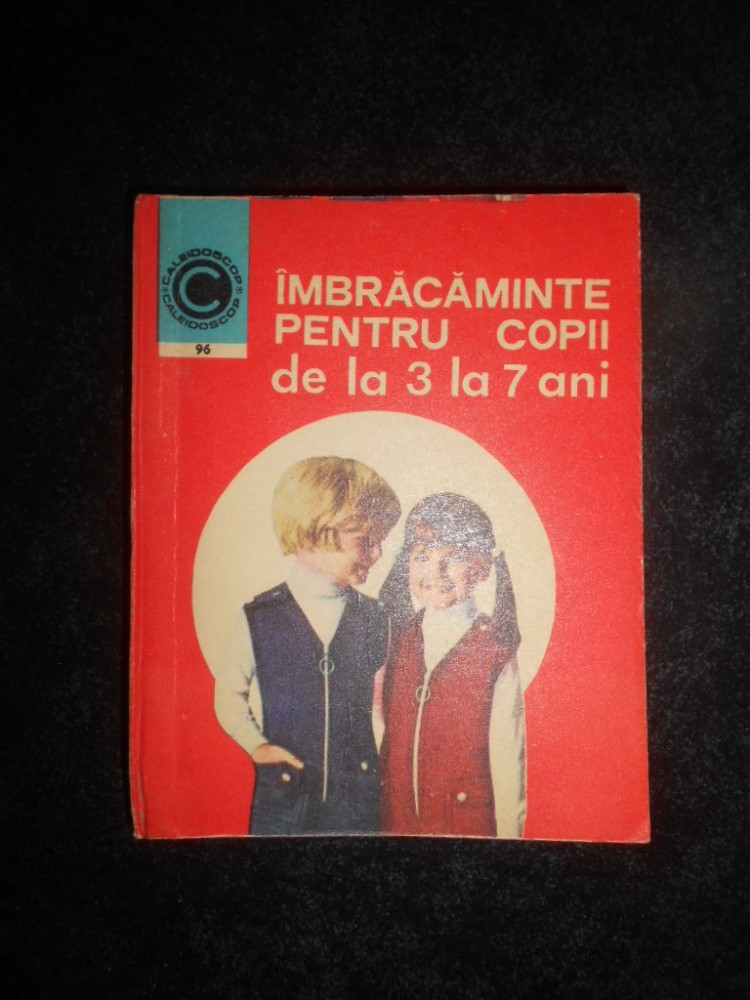 *CALEIDOSCOP*
CALEIDOSCOP
C
96
ÎMBRĂCĂMINTE
PENTRU COPII
de la 3 la 7 ani